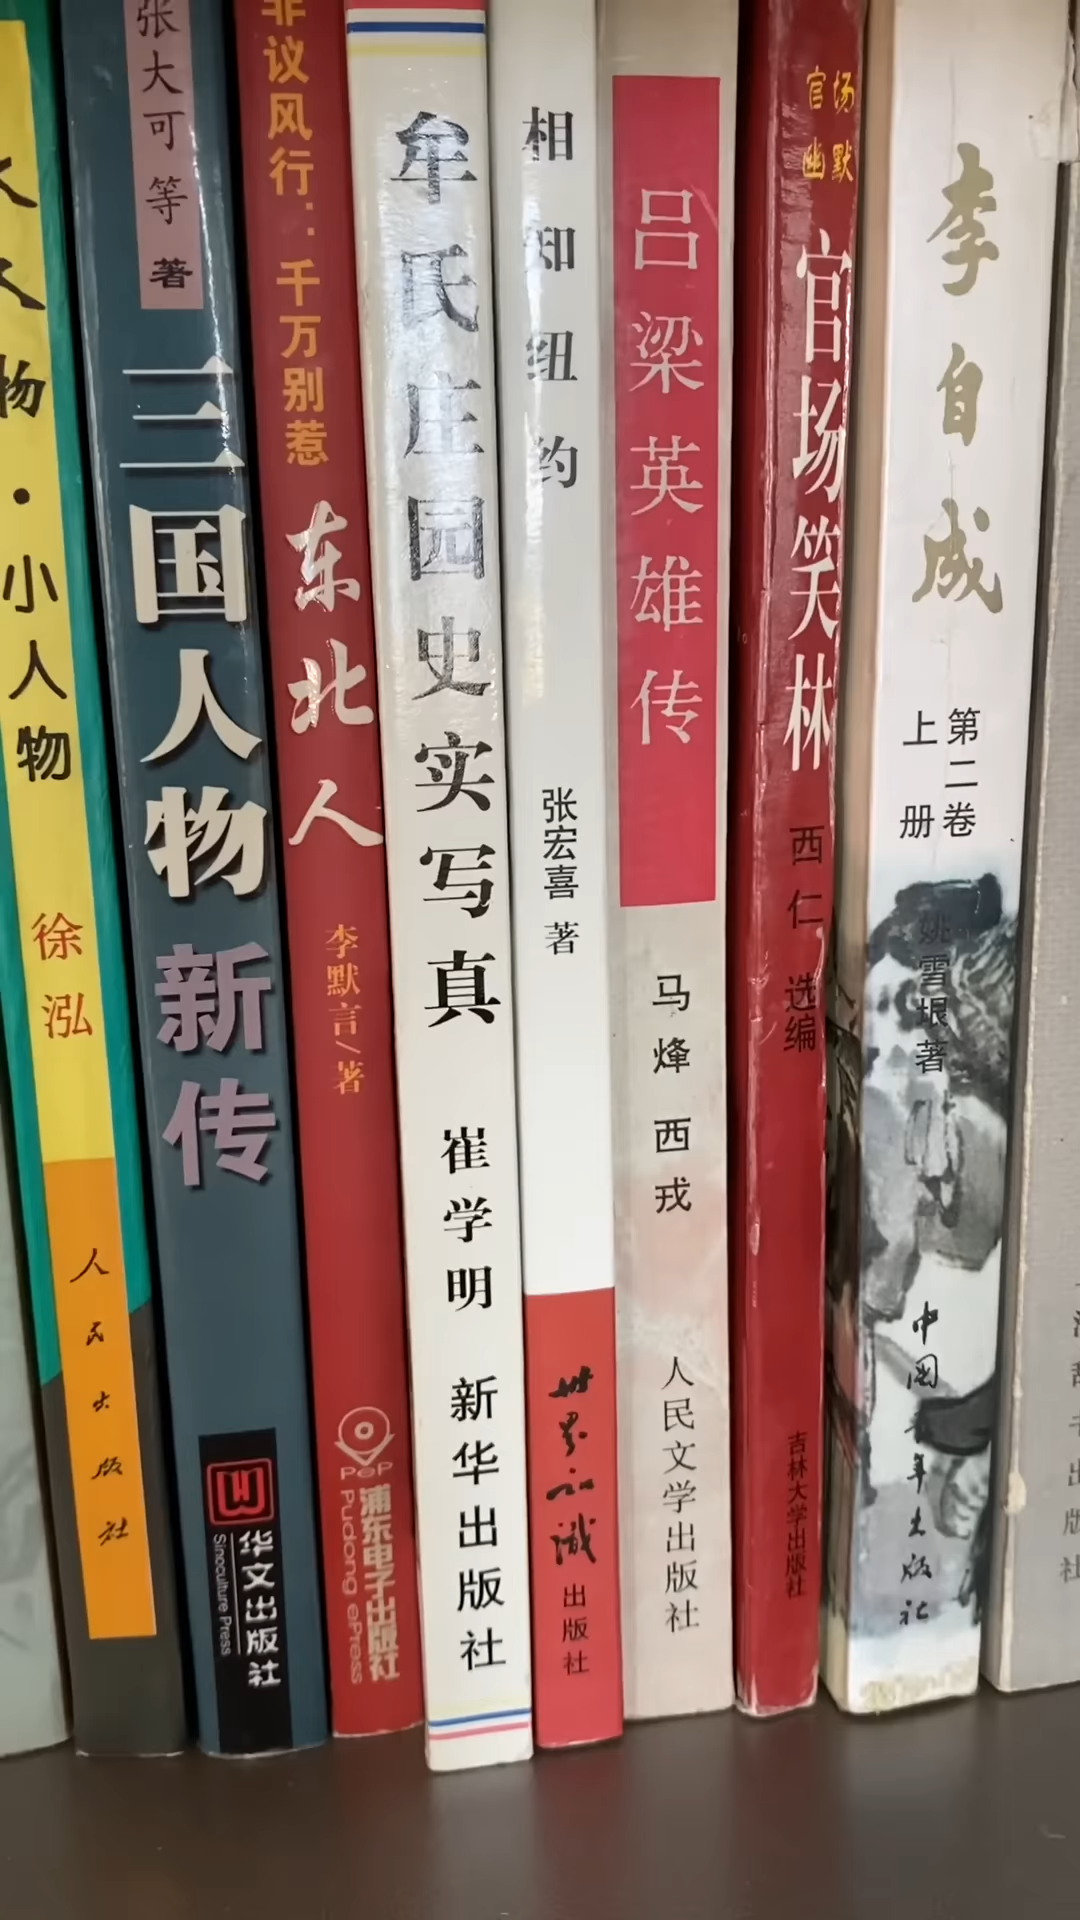 人物·小人物
徐泓
人民出版社
张大可等著
三国人物新传
华文出版社
Sinoculture Press
非议风行:千万别惹
东北人
李默言/著
PeP
浦东电子出版社
Pudong ePress
牟氏庄园史实写真
崔学明
新华出版社
相知纽约
张宏喜 著
世界知识出版社
吕梁英雄传
马烽 西戎
人民文学出版社
官场幽默
官场笑林
西仁 选编
吉林大学出版社
李自成
第二卷
上册
姚雪垠著
中国青年出版社
出版社